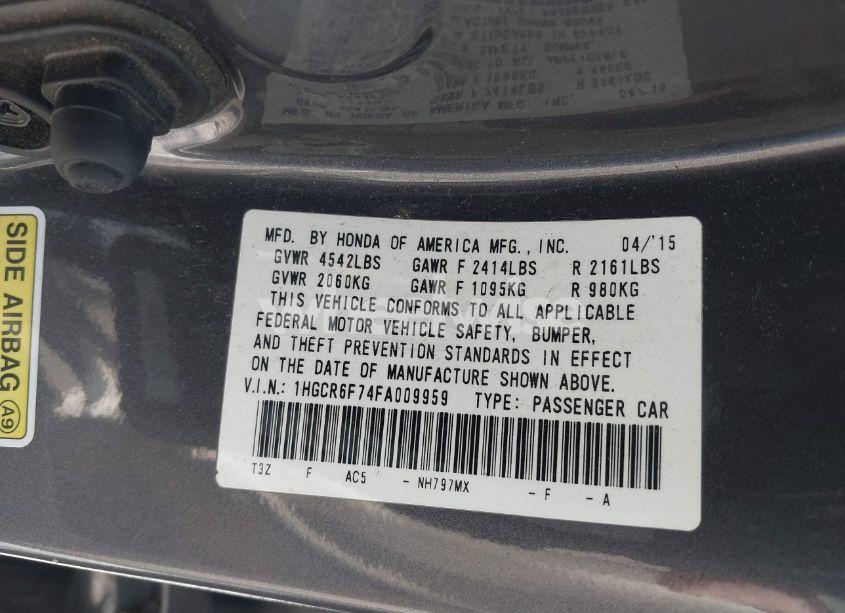 MFD. BY HONDA OF AMERICA MFG., INC. 04/'15
GVWR 4542LBS GAWR F 2414LBS R 2161LBS
GVWR 2060KG GAWR F 1095KG R 980KG
THIS VEHICLE CONFORMS TO ALL APPLICABLE
FEDERAL MOTOR VEHICLE SAFETY, BUMPER,
AND THEFT PREVENTION STANDARDS IN EFFECT
ON THE DATE OF MANUFACTURE SHOWN ABOVE.
V.I.N.: 1HGCR6F74FA009959 TYPE: PASSENGER CAR
T3Z F AC5 - NH797MX - F - A
SIDE AIRBAG A9